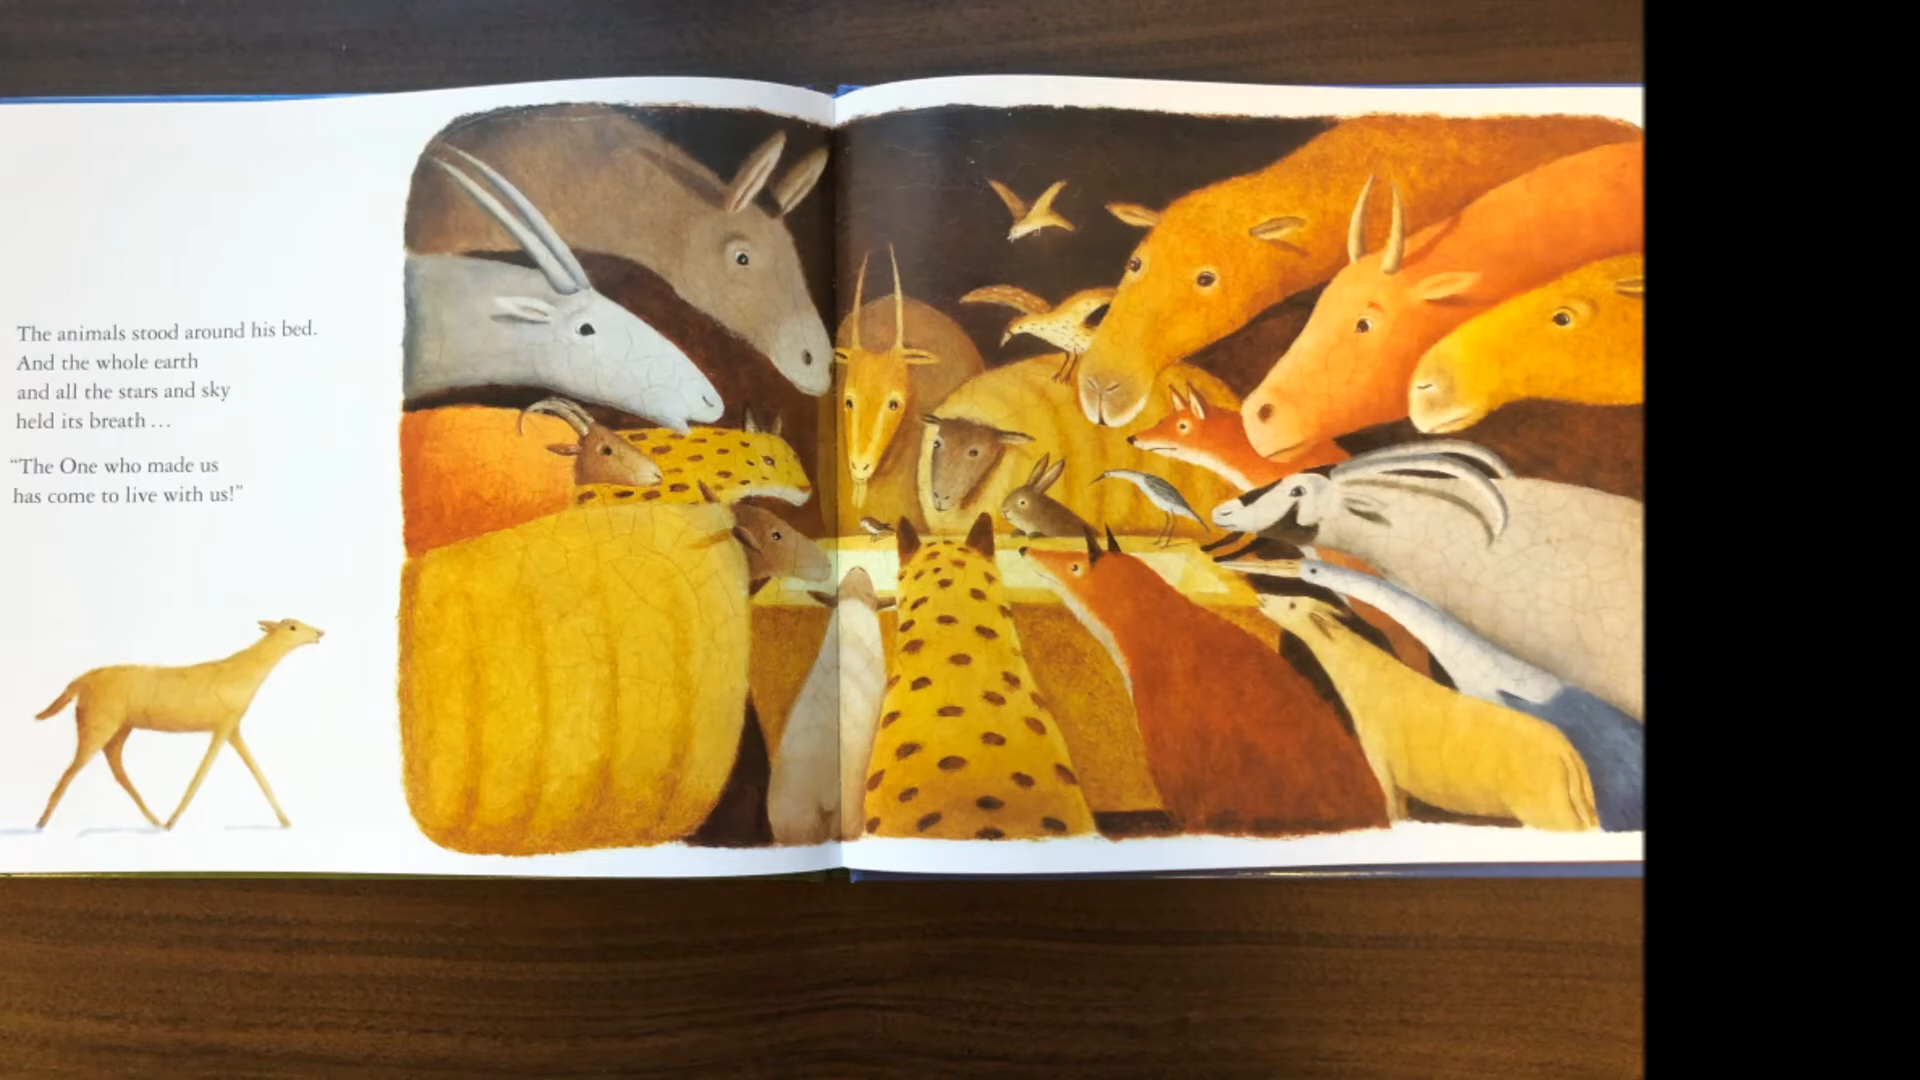 The animals stood around his bed.
And the whole earth
and all the stars and sky
held its breath ...
“The One who made us
has come to live with us!”